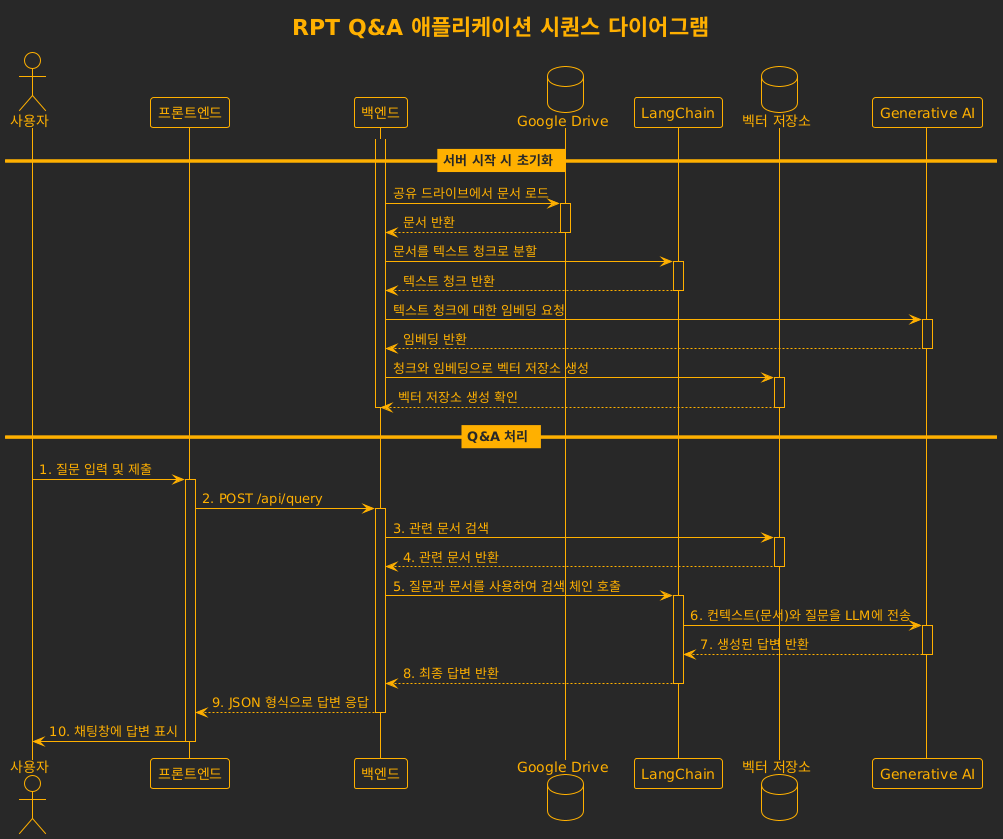 RPT Q&A 애플리케이션 시퀀스 다이어그램
사용자
프론트엔드
백엔드
Google Drive
LangChain
벡터 저장소
Generative AI
서버 시작 시 초기화
공유 드라이브에서 문서 로드
문서 반환
문서를 텍스트 청크로 분할
텍스트 청크 반환
텍스트 청크에 대한 임베딩 요청
임베딩 반환
청크와 임베딩으로 벡터 저장소 생성
벡터 저장소 생성 확인
Q&A 처리
1. 질문 입력 및 제출
2. POST /api/query
3. 관련 문서 검색
4. 관련 문서 반환
5. 질문과 문서를 사용하여 검색 체인 호출
6. 컨텍스트(문서)와 질문을 LLM에 전송
7. 생성된 답변 반환
8. 최종 답변 반환
9. JSON 형식으로 답변 응답
10. 채팅창에 답변 표시
사용자
프론트엔드
백엔드
Google Drive
LangChain
벡터 저장소
Generative AI